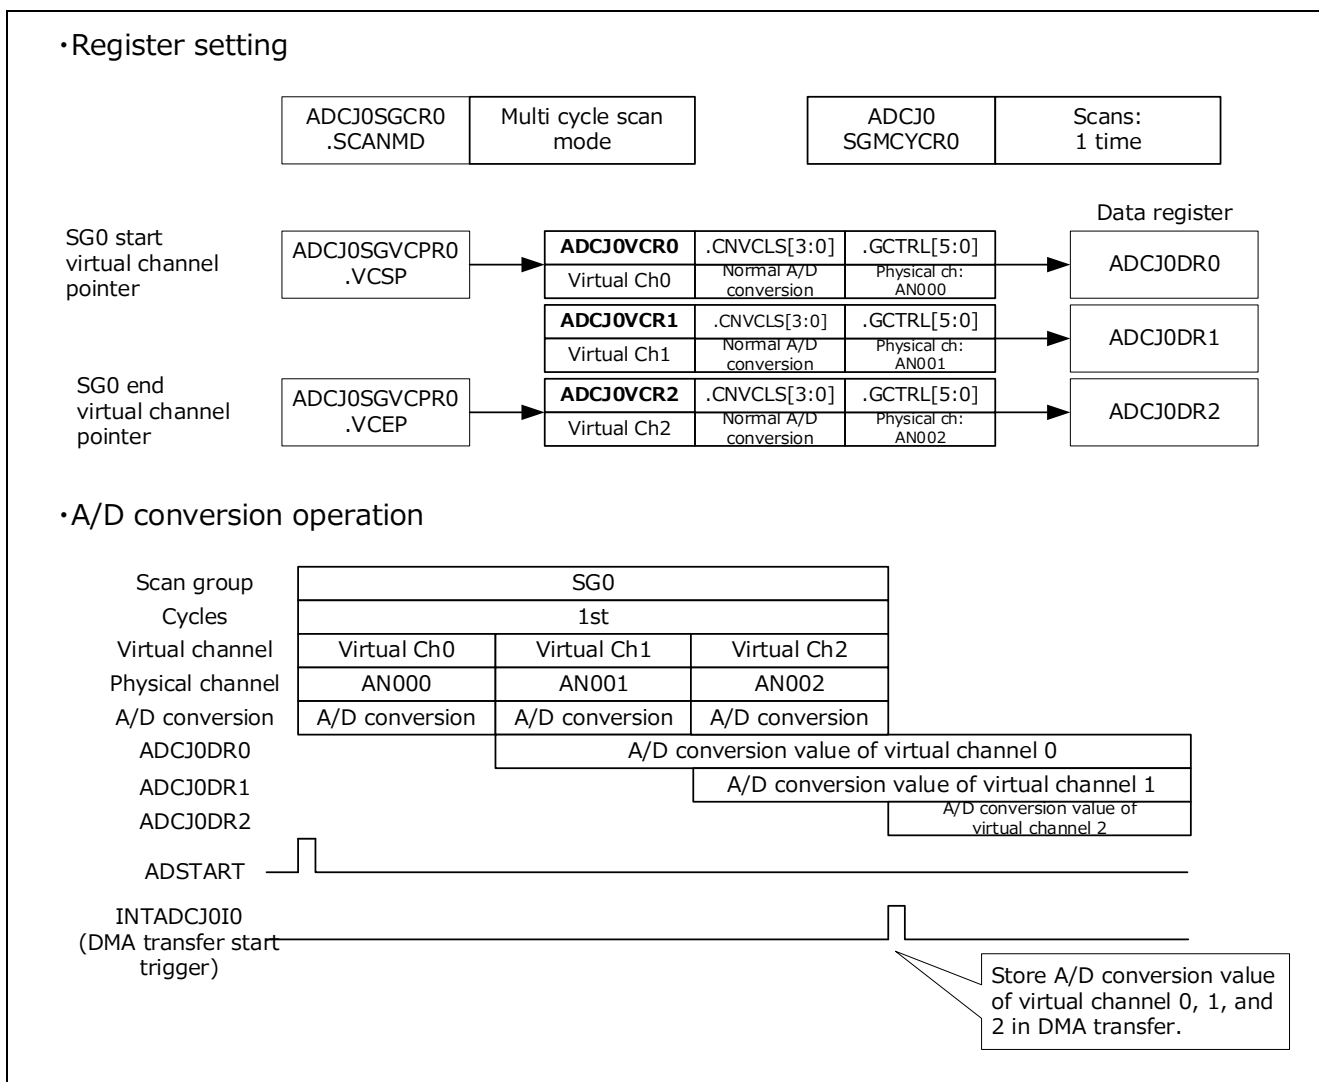 ・Register setting
ADCJ0SGCR0
.SCANMD
Multi cycle scan
mode
ADCJ0
SGMCYCR0
Scans:
1 time
Data register
SG0 start
virtual channel
pointer
ADCJ0SGVCPR0
.VCSP
ADCJ0VCR0
.CNVCLS[3:0]
.GCTRL[5:0]
Virtual Ch0
Normal A/D
conversion
Physical ch:
AN000
ADCJ0DR0
ADCJ0VCR1
.CNVCLS[3:0]
.GCTRL[5:0]
Virtual Ch1
Normal A/D
conversion
Physical ch:
AN001
ADCJ0DR1
SG0 end
virtual channel
pointer
ADCJ0SGVCPR0
.VCEP
ADCJ0VCR2
.CNVCLS[3:0]
.GCTRL[5:0]
Virtual Ch2
Normal A/D
conversion
Physical ch:
AN002
ADCJ0DR2
・A/D conversion operation
Scan group
SG0
Cycles
1st
Virtual channel
Virtual Ch0
Virtual Ch1
Virtual Ch2
Physical channel
AN000
AN001
AN002
A/D conversion
A/D conversion
A/D conversion
A/D conversion
ADCJ0DR0
A/D conversion value of virtual channel 0
ADCJ0DR1
A/D conversion value of virtual channel 1
ADCJ0DR2
A/D conversion value of
virtual channel 2
ADSTART
INTADCJ0I0
(DMA transfer start
trigger)
Store A/D conversion value
of virtual channel 0, 1, and
2 in DMA transfer.